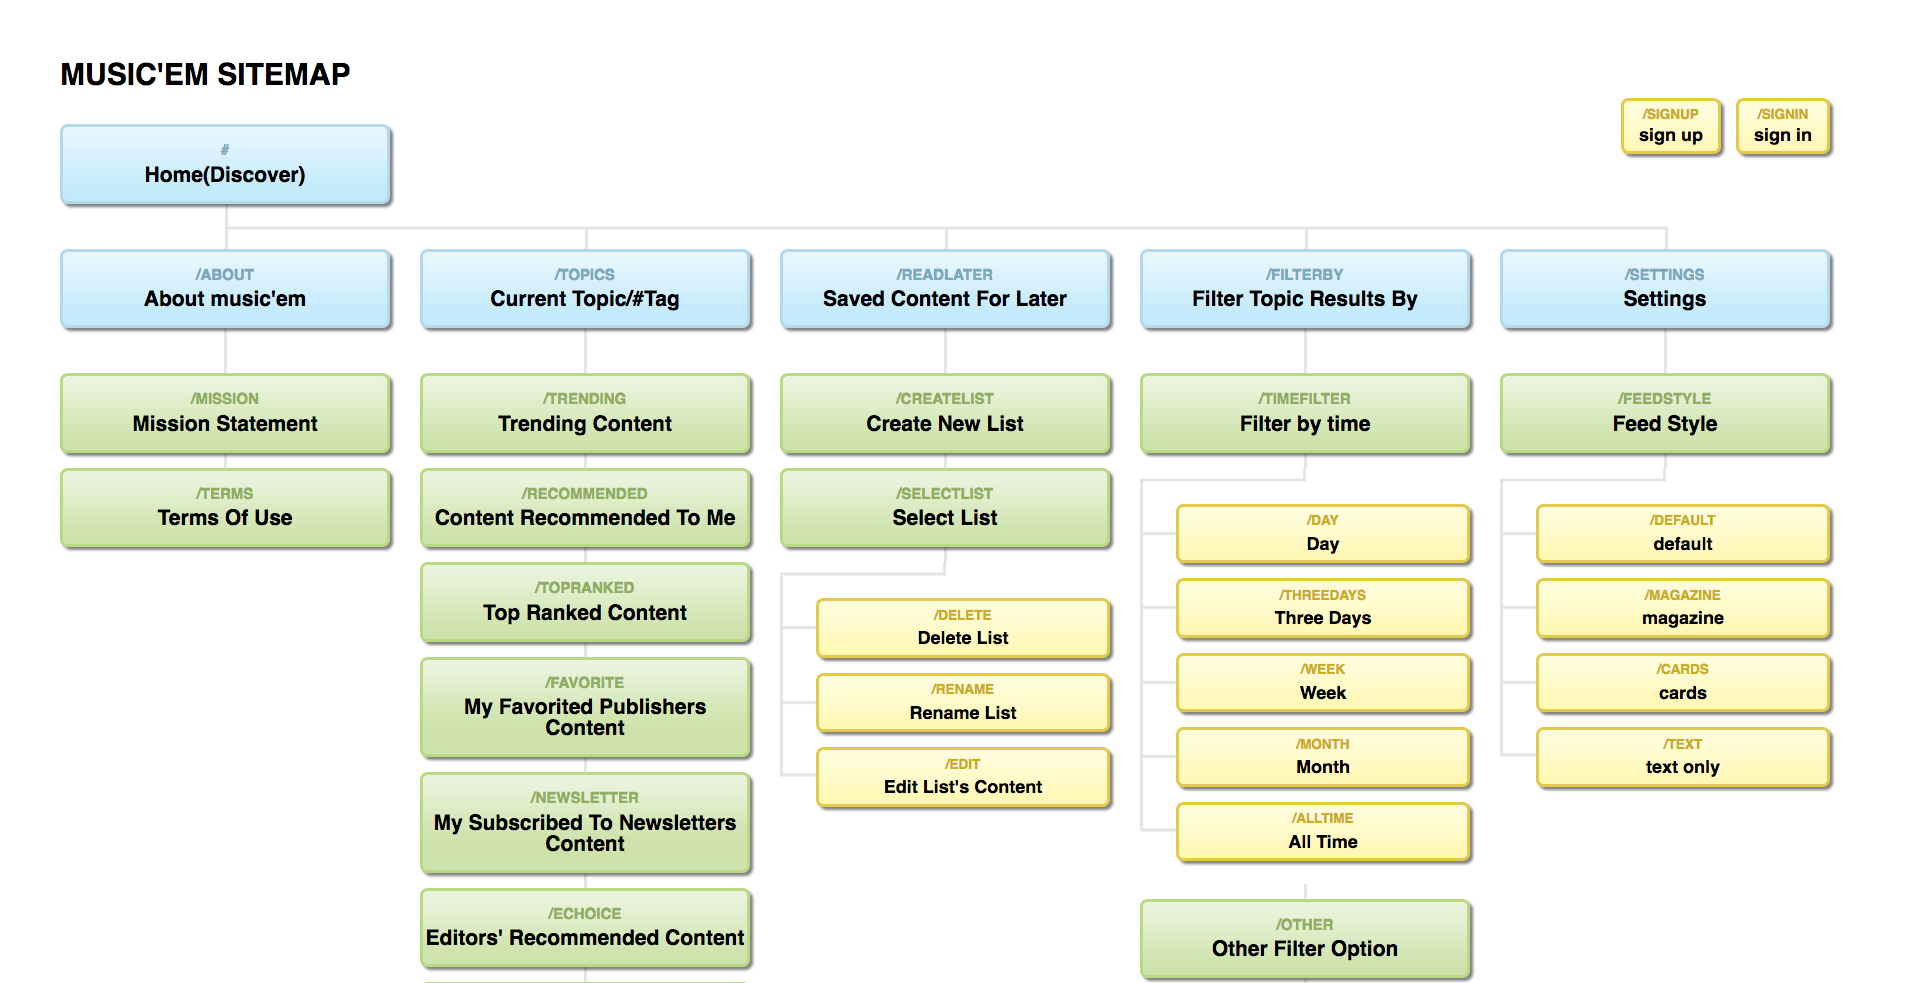 MUSIC'EM SITEMAP
/SIGNUP
sign up
/SIGNIN
sign in
#
Home(Discover)
/ABOUT
About music'em
/MISSION
Mission Statement
/TERMS
Terms Of Use
/TOPICS
Current Topic/#Tag
/TRENDING
Trending Content
/RECOMMENDED
Content Recommended To Me
/TOPRANKED
Top Ranked Content
/FAVORITE
My Favorited Publishers
Content
/NEWSLETTER
My Subscribed To Newsletters
Content
/ECHOICE
Editors' Recommended Content
/READLATER
Saved Content For Later
/CREATELIST
Create New List
/SELECTLIST
Select List
/DELETE
Delete List
/RENAME
Rename List
/EDIT
Edit List's Content
/FILTERBY
Filter Topic Results By
/TIMEFILTER
Filter by time
/DAY
Day
/THREEDAYS
Three Days
/WEEK
Week
/MONTH
Month
/ALLTIME
All Time
/OTHER
Other Filter Option
/SETTINGS
Settings
/FEEDSTYLE
Feed Style
/DEFAULT
default
/MAGAZINE
magazine
/CARDS
cards
/TEXT
text only